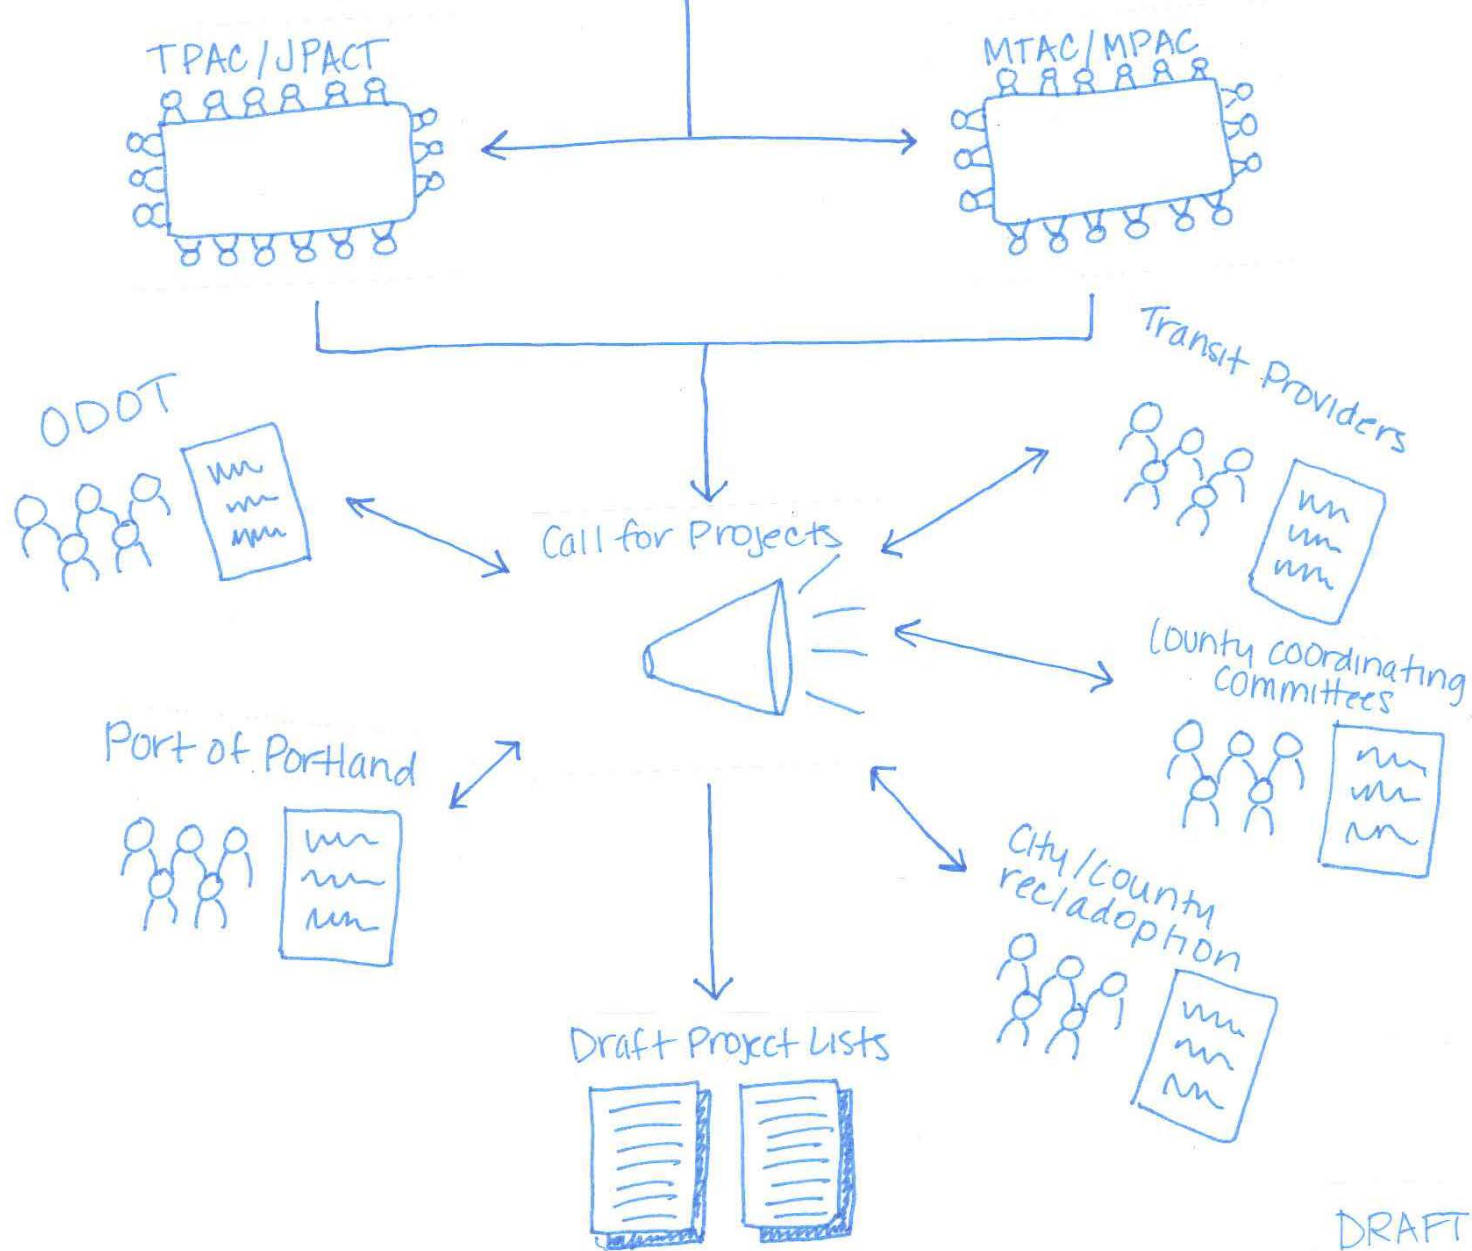 TPAC/JPACT
MTAC/MPAC
Transit Providers
ODOT
Call for Projects
County coordinating
committees
Port of Portland
City/County
rec/adoption
Draft Project Lists
DRAFT